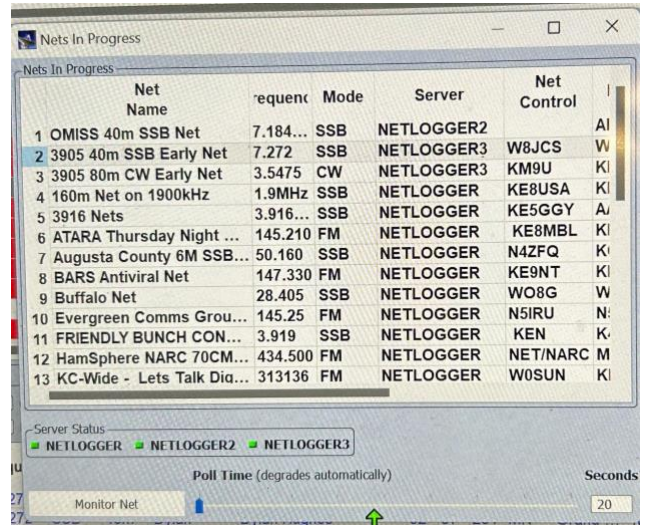 Nets In Progress
Nets In Progress
Net Name requenc Mode Server Net Control
1 OMISS 40m SSB Net 7.184... SSB NETLOGGER2 Al
2 3905 40m SSB Early Net 7.272 SSB NETLOGGER3 W8JCS W
3 3905 80m CW Early Net 3.5475 CW NETLOGGER3 KM9U KI
4 160m Net on 1900kHz 1.9MHz SSB NETLOGGER KE8USA KI
5 3916 Nets 3.916... SSB NETLOGGER KE5GGY A
6 ATARA Thursday Night ... 145.210 FM NETLOGGER KE8MBL KI
7 Augusta County 6M SSB... 50.160 SSB NETLOGGER N4ZFQ K
8 BARS Antiviral Net 147.330 FM NETLOGGER KE9NT KI
9 Buffalo Net 28.405 SSB NETLOGGER WO8G W
10 Evergreen Comms Grou... 145.25 FM NETLOGGER N5IRU N
11 FRIENDLY BUNCH CON... 3.919 SSB NETLOGGER KEN K
12 HamSphere NARC 70CM... 434.500 FM NETLOGGER NET/NARC M
13 KC-Wide - Lets Talk Dig... 313136 FM NETLOGGER W0SUN KI
Server Status
NETLOGGER NETLOGGER2 NETLOGGER3
Poll Time (degrades automatically) Seconds
Monitor Net 20